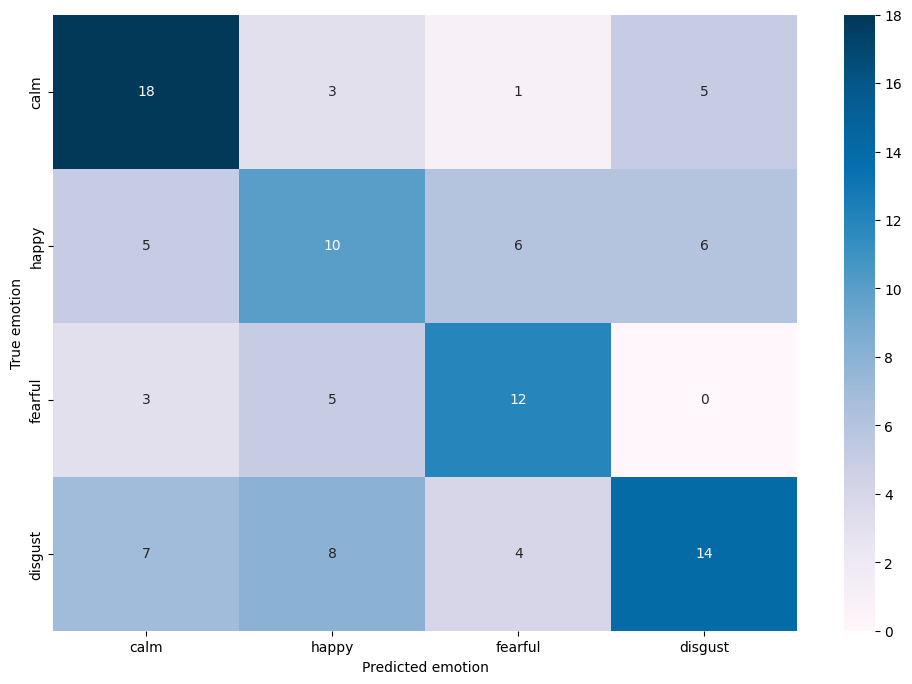 calm 18 3 1 5
happy 5 10 6 6
fearful 3 5 12 0
disgust 7 8 4 14
True emotion
calm happy fearful disgust
Predicted emotion
18
16
14
12
10
8
6
4
2
0